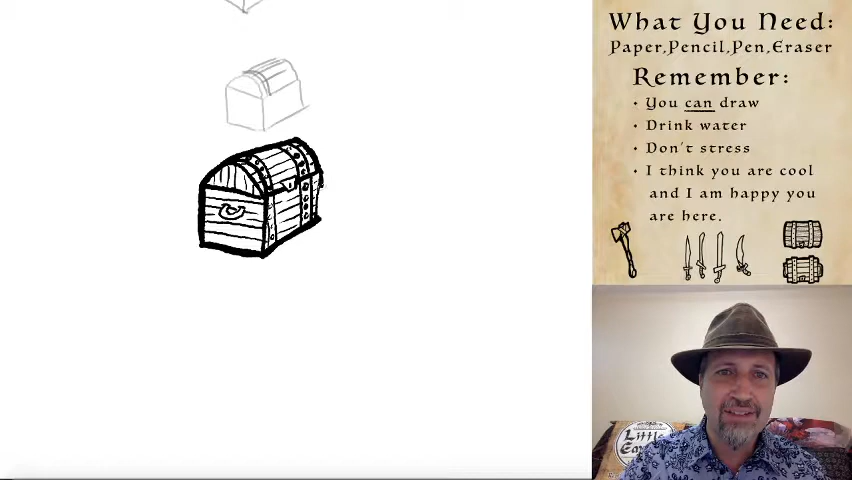 What You Need:
Paper,Pencil,Pen,Eraser
Remember:
• You can draw
• Drink water
• Don't stress
• I think you are cool
and I am happy you
are here.
Little